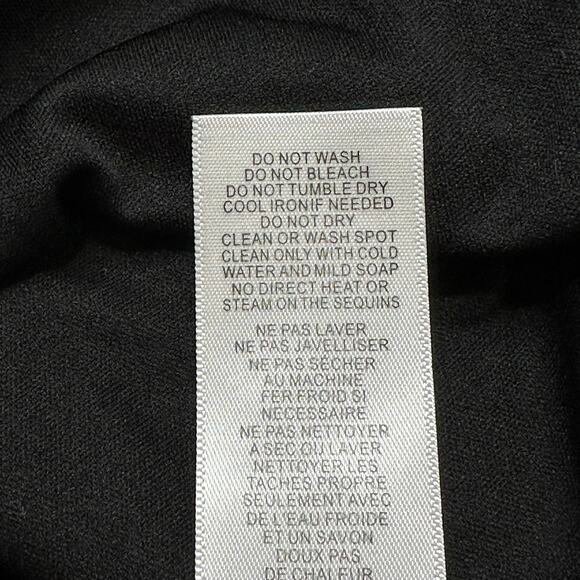 DO NOT WASH
DO NOT BLEACH
DO NOT TUMBLE DRY
COOL IRONIF NEEDED
DO NOT DRY
CLEAN OR WASH SPOT
CLEAN ONLY WITH COLD
WATER AND MILD SOAP
NO DIRECT HEAT OR
STEAM ON THE SEQUINS
NE PAS LAVER
NE PAS JAVELLISER
NE PAS SÉCHER
AU MACHINE
FER FROID SI
NECESSAIRE
NE PAS NETTOYER
A SEC OU LAVER
NETTOYER LES
TACHES PROPRE
SEULEMENT AVEC
DE L'EAU FROIDE
ET UN SAVON
DOUX PAS
DE CHALEUR